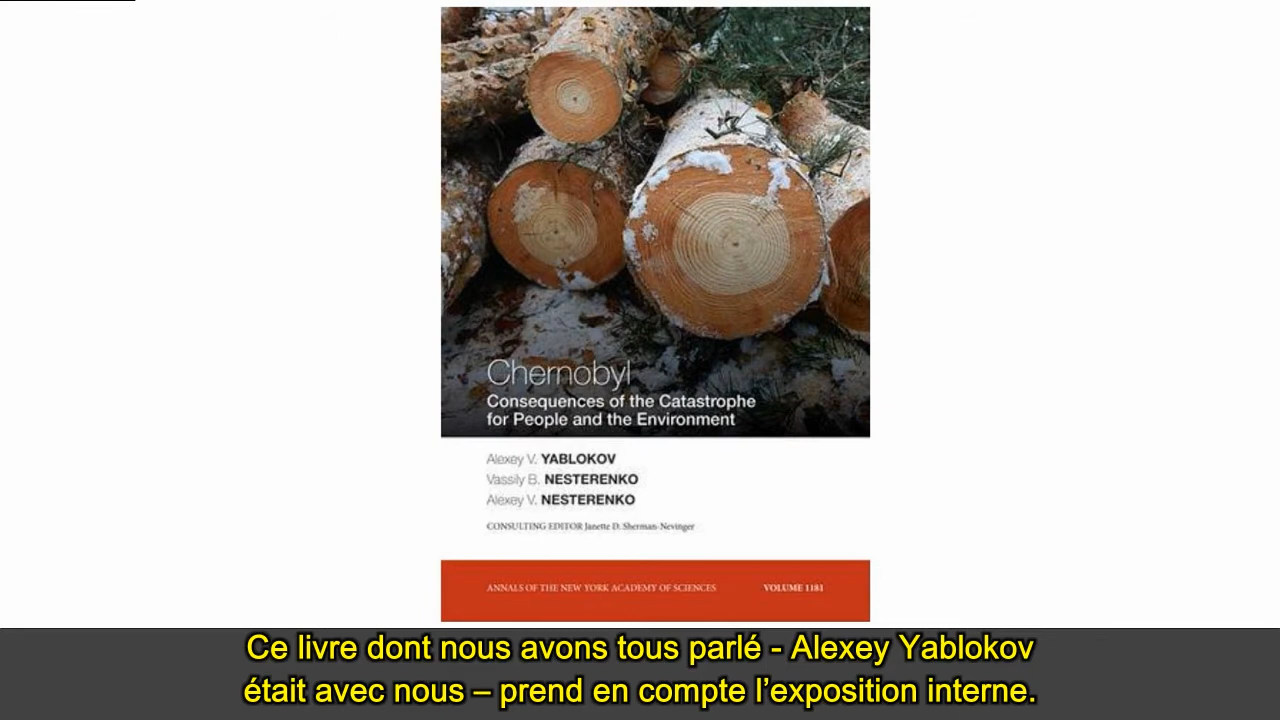 Chernobyl
Consequences of the Catastrophe
for People and the Environment
Alexey V. YABLOKOV
Vassily B. NESTERENKO
Alexey V. NESTERENKO
CONSULTING EDITOR Janette D. Sherman-Nevinger
ANNALS OF THE NEW YORK ACADEMY OF SCIENCES VOLUME 1181
Ce livre dont nous avons tous parlé - Alexey Yablokov
était avec nous – prend en compte l’exposition interne.